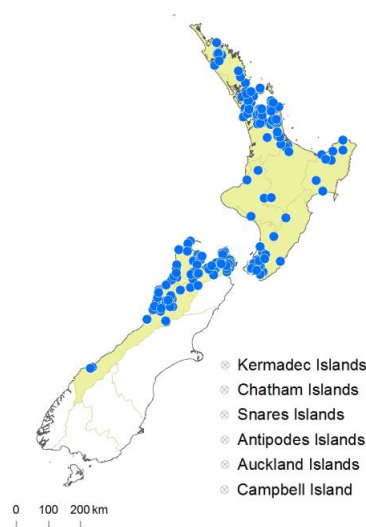 Kermadec Islands
Chatham Islands
Snares Islands
Antipodes Islands
Auckland Islands
Campbell Island
0 100 200 km